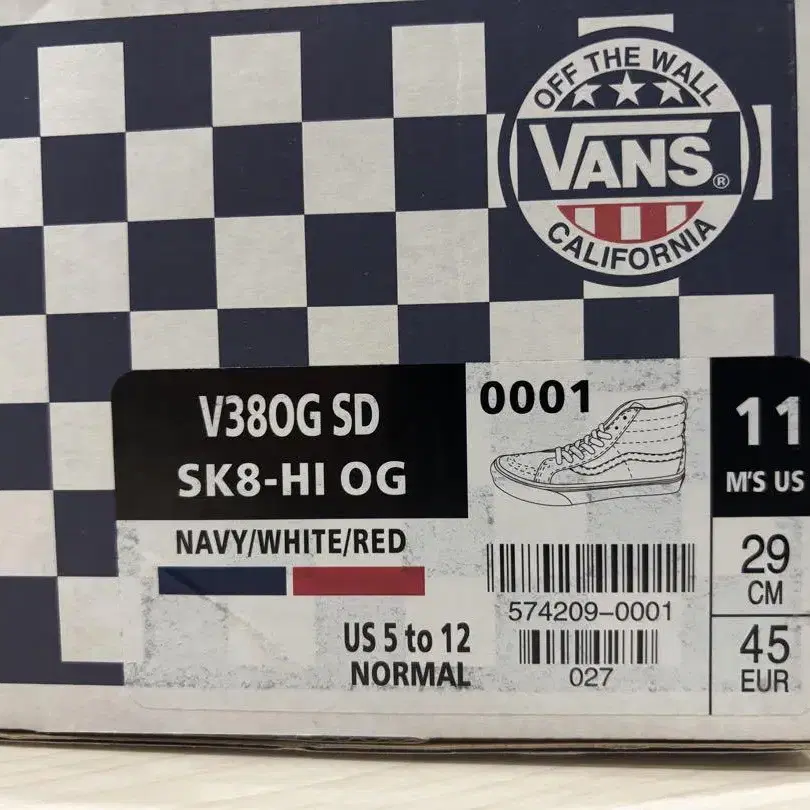 OFF THE WALL
VANS®
CALIFORNIA
V38OG SD
SK8-HI OG
0001
11
M'S US
NAVY/WHITE/RED
29
CM
574209-0001
US 5 to 12
NORMAL
027
45
EUR